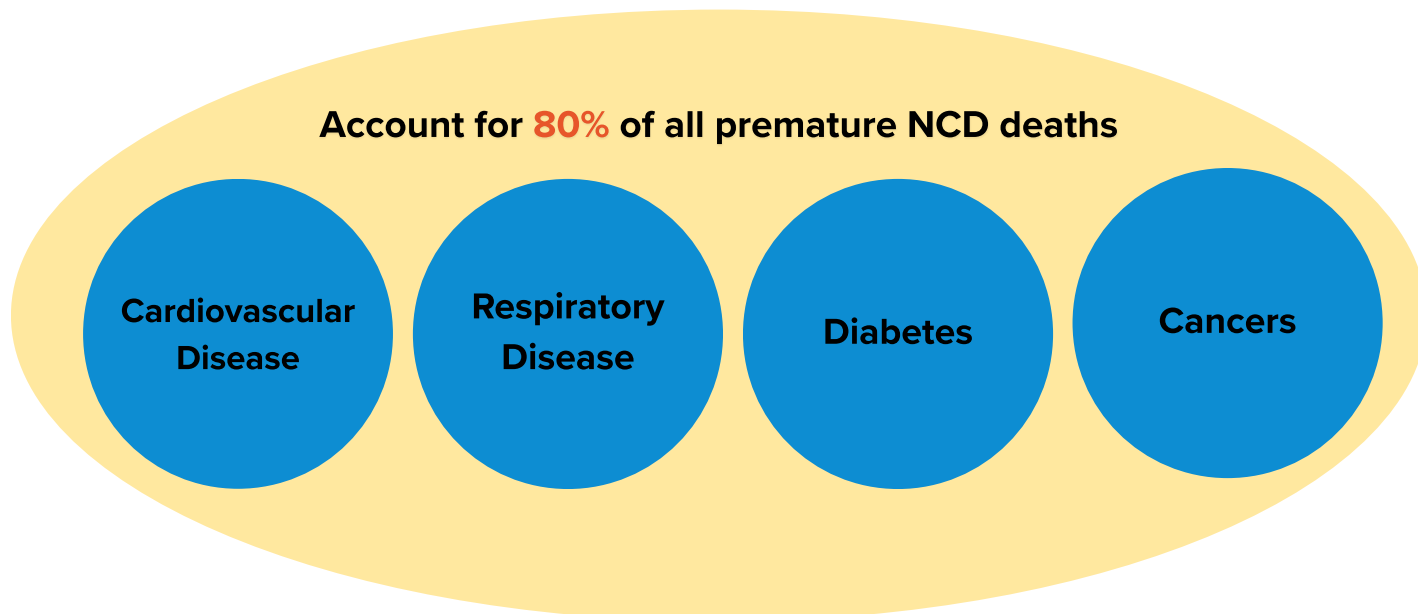 Account for 80% of all premature NCD deaths
Cardiovascular
Disease
Respiratory
Disease
Diabetes
Cancers